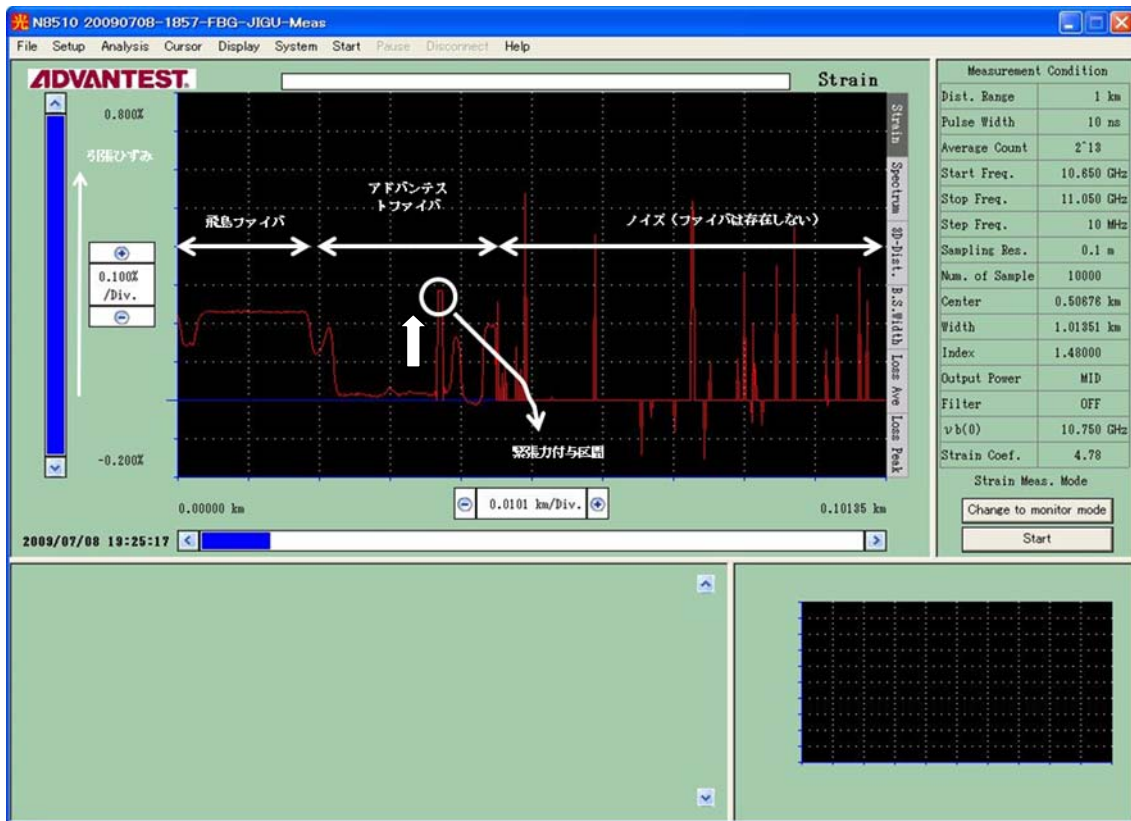 光 N8510 20090708-1857-FBG-JIGU-Meas
File Setup Analysis Cursor Display System Start Pause Disconnect Help
ADVANTEST.
Strain
0.800%
引張ひずみ
0.100%
/Div.
-0.200%
飛島ファイバ
アドバンテス
トファイバ
ノイズ(ファイバは存在しない)
緊張力付与区間
Strain
Spectrum
3D-Dist.
B.S.Width
Loss Ave
Loss Peak
0.00000 km
0.0101 km/Div.
0.10135 km
2009/07/08 19:25:17
Measurement Condition
Dist. Range 1 km
Pulse Width 10 ns
Average Count 2^13
Start Freq. 10.650 GHz
Stop Freq. 11.050 GHz
Step Freq. 10 MHz
Sampling Res. 0.1 m
Num. of Sample 10000
Center 0.50676 km
Width 1.01351 km
Index 1.48000
Output Power MID
Filter OFF
νb(0) 10.750 GHz
Strain Coef. 4.78
Strain Meas. Mode
Change to monitor mode
Start